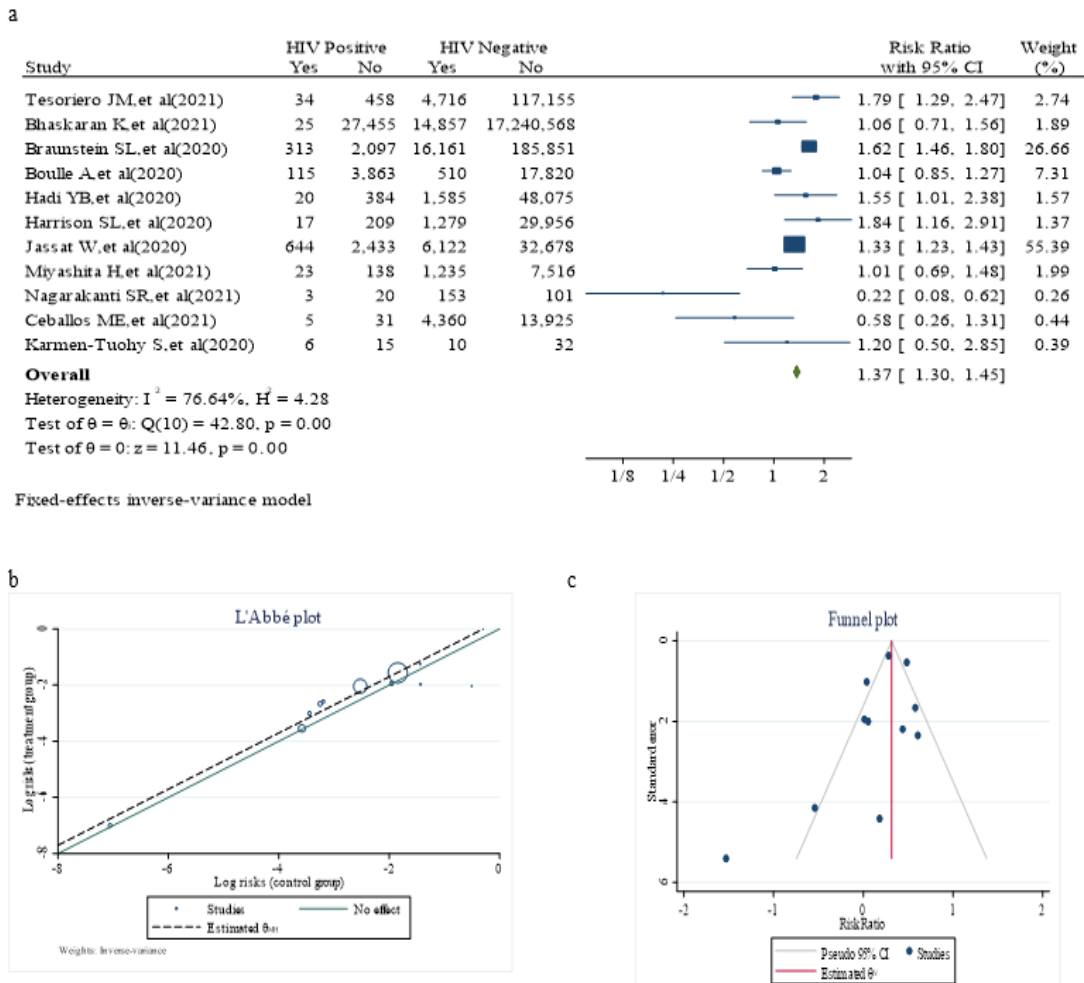 a
HIV Positive HIV Negative Risk Ratio Weight
Study Yes No Yes No with 95% CI (%)
Tesoriero JM,et al(2021) 34 458 4,716 117,155 1.79 [ 1.29, 2.47] 2.74
Bhaskaran K,et al(2021) 25 27,455 14,857 17,240,568 1.06 [ 0.71, 1.56] 1.89
Braunstein SL,et al(2020) 313 2,097 16,161 185,851 1.62 [ 1.46, 1.80] 26.66
Boulle A,et al(2020) 115 3,863 510 17,820 1.04 [ 0.85, 1.27] 7.31
Hadi YB,et al(2020) 20 384 1,585 48,075 1.55 [ 1.01, 2.38] 1.57
Harrison SL,et al(2020) 17 209 1,279 29,956 1.84 [ 1.16, 2.91] 1.37
Jassat W,et al(2020) 644 2,433 6,122 32,678 1.33 [ 1.23, 1.43] 55.39
Miyashita H,et al(2021) 23 138 1,235 7,516 1.01 [ 0.69, 1.48] 1.99
Nagarakanti SR,et al(2021) 3 20 153 101 0.22 [ 0.08, 0.62] 0.26
Ceballos ME,et al(2021) 5 31 4,360 13,925 0.58 [ 0.26, 1.31] 0.44
Karmen-Tuohy S,et al(2020) 6 15 10 32 1.20 [ 0.50, 2.85] 0.39
Overall 1.37 [ 1.30, 1.45]
Heterogeneity: I² = 76.64%, H² = 4.28
Test of θ = θᵢ: Q(10) = 42.80, p = 0.00
Test of θ = 0: z = 11.46, p = 0.00
1/8 1/4 1/2 1 2
Fixed-effects inverse-variance model
b
L'Abbé plot
Log risks (treatment group)
0
-2
-4
-8
-8 -6 -4 -2 0
Log risks (control group)
Studies No effect
Estimated θ
Weights: Inverse-variance
c
Funnel plot
Standard error
0
2
4
6
-2 -1 0 1 2
Risk Ratio
Pseudo 95% CI Studies
Estimated θ